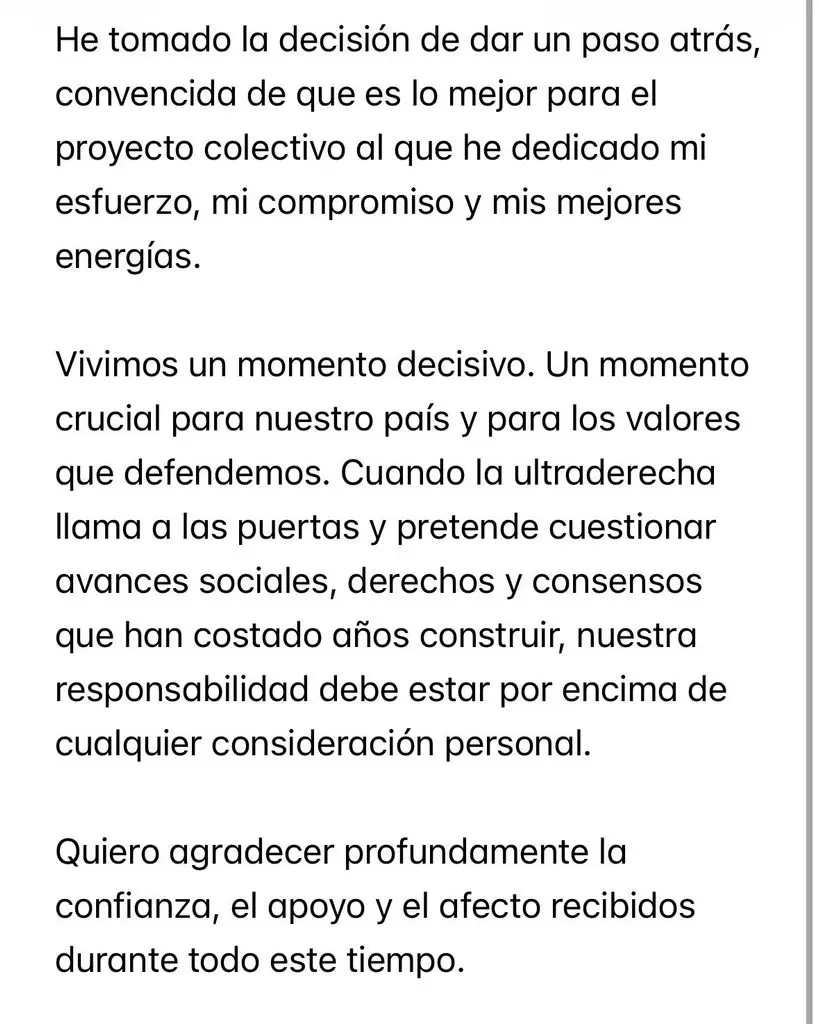 He tomado la decisión de dar un paso atrás,
convencida de que es lo mejor para el
proyecto colectivo al que he dedicado mi
esfuerzo, mi compromiso y mis mejores
energías.
Vivimos un momento decisivo. Un momento
crucial para nuestro país y para los valores
que defendemos. Cuando la ultraderecha
llama a las puertas y pretende cuestionar
avances sociales, derechos y consensos
que han costado años construir, nuestra
responsabilidad debe estar por encima de
cualquier consideración personal.
Quiero agradecer profundamente la
confianza, el apoyo y el afecto recibidos
durante todo este tiempo.